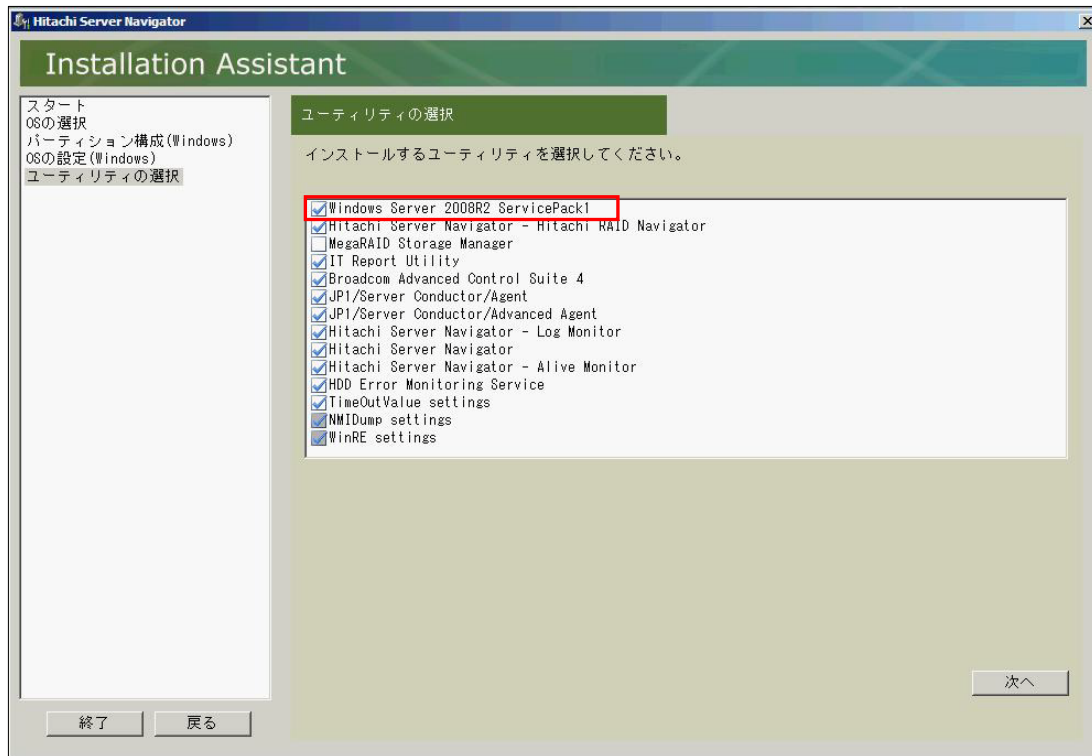 Hitachi Server Navigator
Installation Assistant
スタート
OSの選択
パーティション構成(Windows)
OSの設定(Windows)
ユーティリティの選択
ユーティリティの選択
インストールするユーティリティを選択してください。
Windows Server 2008R2 ServicePack1
Hitachi Server Navigator - Hitachi RAID Navigator
MegaRAID Storage Manager
IT Report Utility
Broadcom Advanced Control Suite 4
JP1/Server Conductor/Agent
JP1/Server Conductor/Advanced Agent
Hitachi Server Navigator - Log Monitor
Hitachi Server Navigator
Hitachi Server Navigator - Alive Monitor
HDD Error Monitoring Service
TimeOutValue settings
NMIDump settings
WinRE settings
次へ
終了
戻る